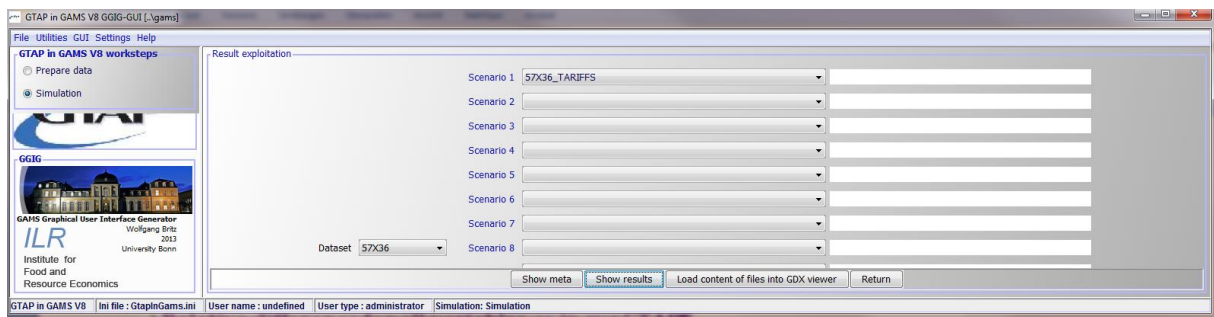 GTAP in GAMS V8 GGIG-GUI [..\gams]
File Utilities GUI Settings Help
GTAP in GAMS V8 worksteps
Prepare data
Simulation
GTAP
GGIG
GAMS Graphical User Interface Generator
Wolfgang Britz
2013
University Bonn
ILR
Institute for
Food and
Resource Economics
Result exploitation
Scenario 1 57X36_TARIFFS
Scenario 2
Scenario 3
Scenario 4
Scenario 5
Scenario 6
Scenario 7
Dataset 57X36 Scenario 8
Show meta Show results Load content of files into GDX viewer Return
GTAP in GAMS V8 Ini file : GtapInGams.ini User name : undefined User type : administrator Simulation: Simulation